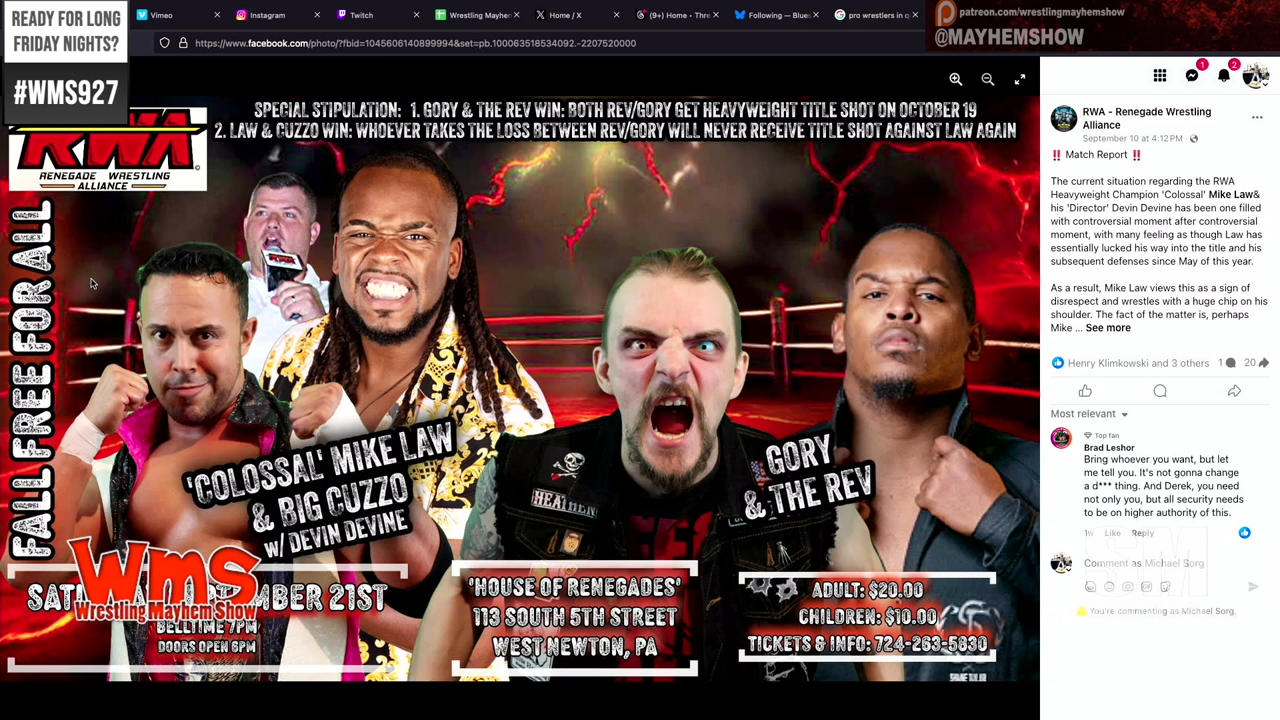 READY FOR LONG
FRIDAY NIGHTS?
#WMS927
Vimeo
Instagram
Twitch
Wrestling Mayhe
Home / X
(9+) Home • Thre
Following — Blues
pro wrestlers in q
patreon.com/wrestlingmayhemshow
@MAYHEMSHOW
https://www.facebook.com/photo/?fbid=1045606140899994&set=pb.100063518534092.-2207520000
SPECIAL STIPULATION: 1. GORY & THE REV WIN: BOTH REV/GORY GET HEAVYWEIGHT TITLE SHOT ON OCTOBER 19
2. LAW & CUZZO WIN: WHOEVER TAKES THE LOSS BETWEEN REV/GORY WILL NEVER RECEIVE TITLE SHOT AGAINST LAW AGAIN
RWA
RENEGADE WRESTLING
ALLIANCE
FALL FREE FOR ALL
'COLOSSAL' MIKE LAW
& BIG CUZZO
W/ DEVIN DEVINE
GORY
& THE REV
HEATHEN
WMS
Wrestling Mayhem Show
21ST
BELLTIME 7PM
DOORS OPEN 6PM
'HOUSE OF RENEGADES'
113 SOUTH 5TH STREET
WEST NEWTON, PA
ADULT: $20.00
CHILDREN: $10.00
TICKETS & INFO: 724-263-5830
1
2
RWA - Renegade Wrestling
Alliance
September 10 at 4:12 PM
‼ Match Report ‼
The current situation regarding the RWA
Heavyweight Champion 'Colossal' Mike Law&
his 'Director' Devin Devine has been one filled
with controversial moment after controversial
moment, with many feeling as though Law has
essentially lucked his way into the title and his
subsequent defenses since May of this year.
As a result, Mike Law views this as a sign of
disrespect and wrestles with a huge chip on his
shoulder. The fact of the matter is, perhaps
Mike ... See more
Henry Klimkowski and 3 others
1
20
Most relevant
Top fan
Brad Leshor
Bring whoever you want, but let
me tell you. It's not gonna change
a d*** thing. And Derek, you need
not only you, but all security needs
to be on higher authority of this.
1w Like Reply
Comment as Michael Sorg
You're commenting as Michael Sorg.